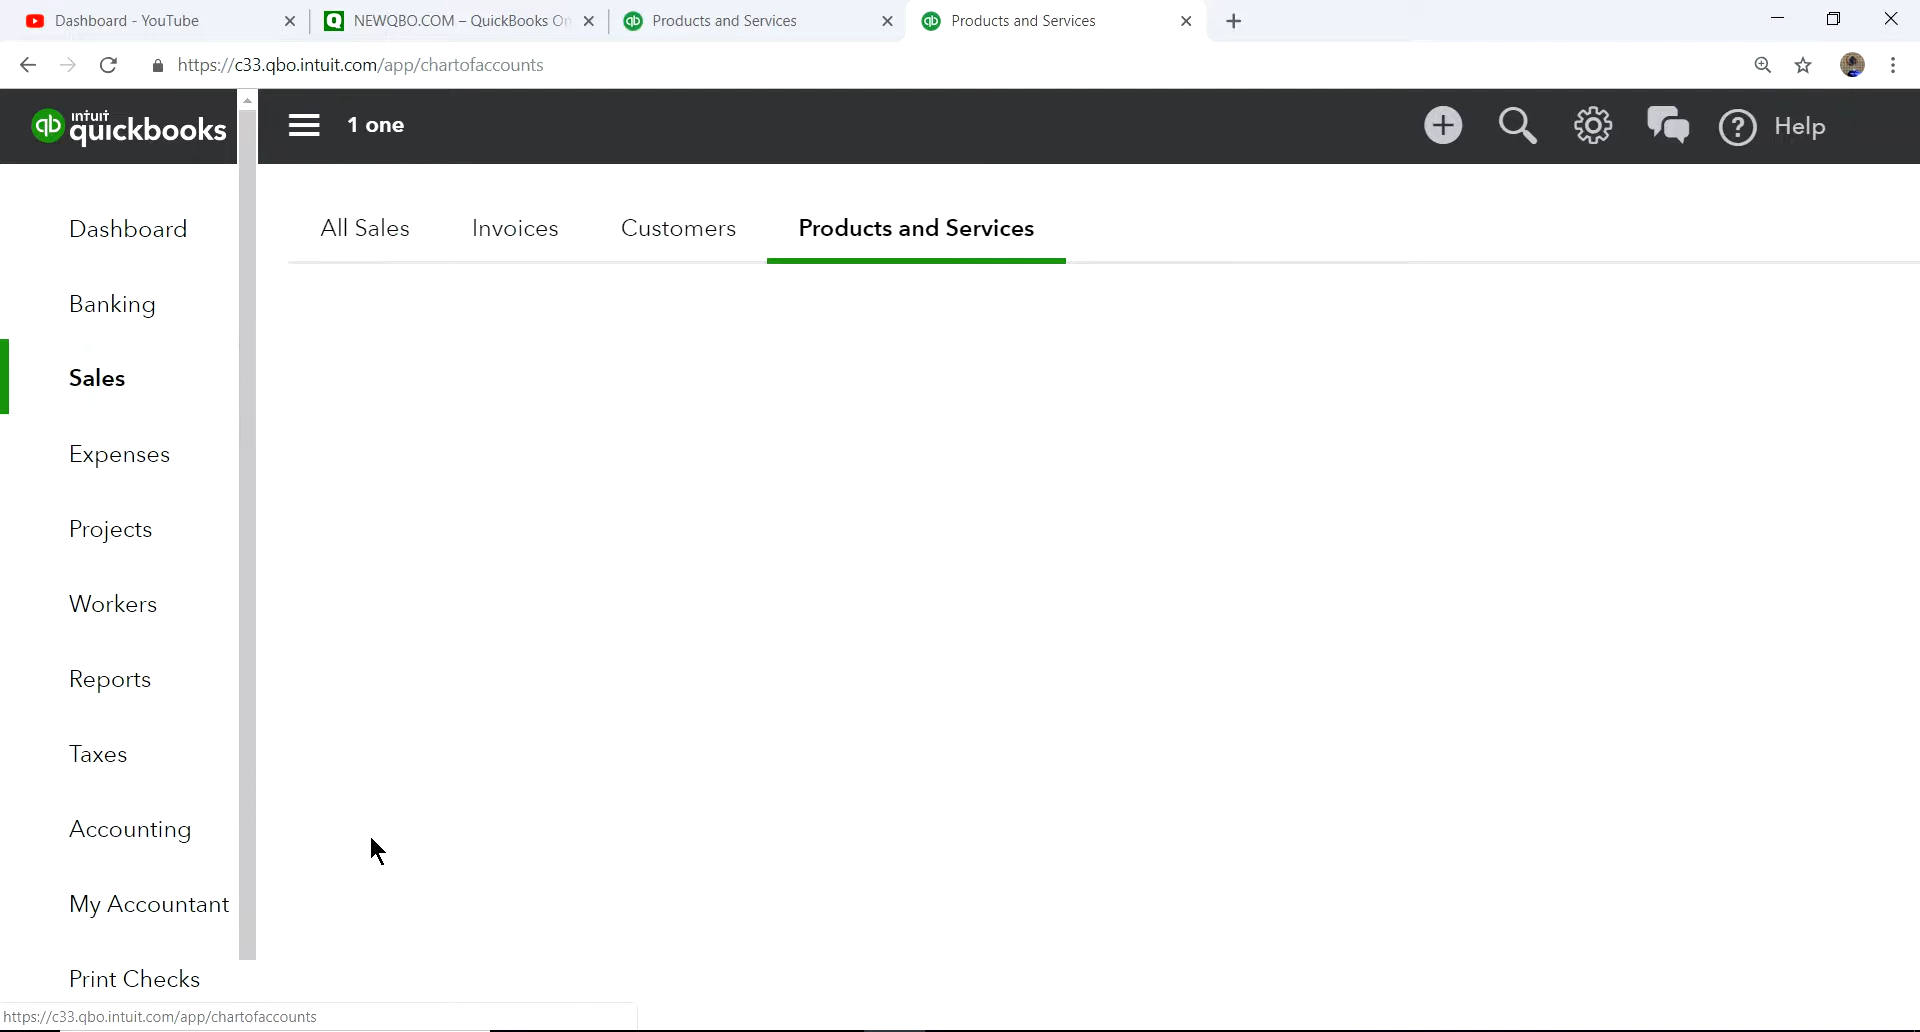 Dashboard - YouTube
NEWQBO.COM – QuickBooks On
Products and Services
Products and Services
https://c33.qbo.intuit.com/app/chartofaccounts
qb intuit quickbooks
1 one
Help
All Sales
Invoices
Customers
Products and Services
Dashboard
Banking
Sales
Expenses
Projects
Workers
Reports
Taxes
Accounting
My Accountant
Print Checks
https://c33.qbo.intuit.com/app/chartofaccounts